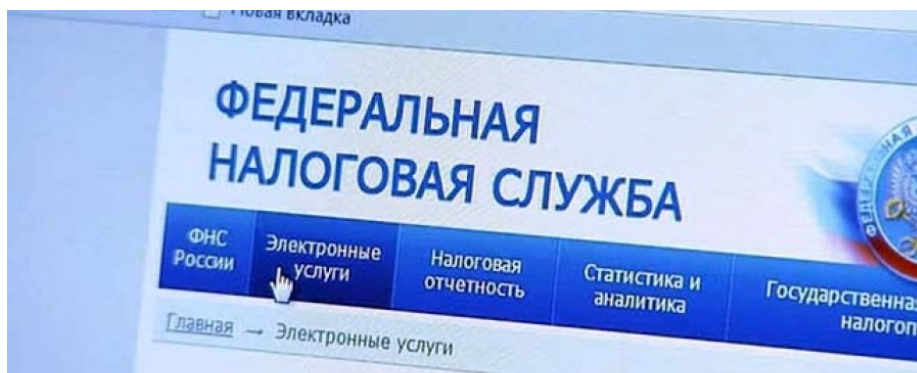 Новая вкладка
ФЕДЕРАЛЬНАЯ
НАЛОГОВАЯ СЛУЖБА
ФНС
России
Электронные
услуги
Налоговая
отчетность
Статистика и
аналитика
Главная → Электронные услуги